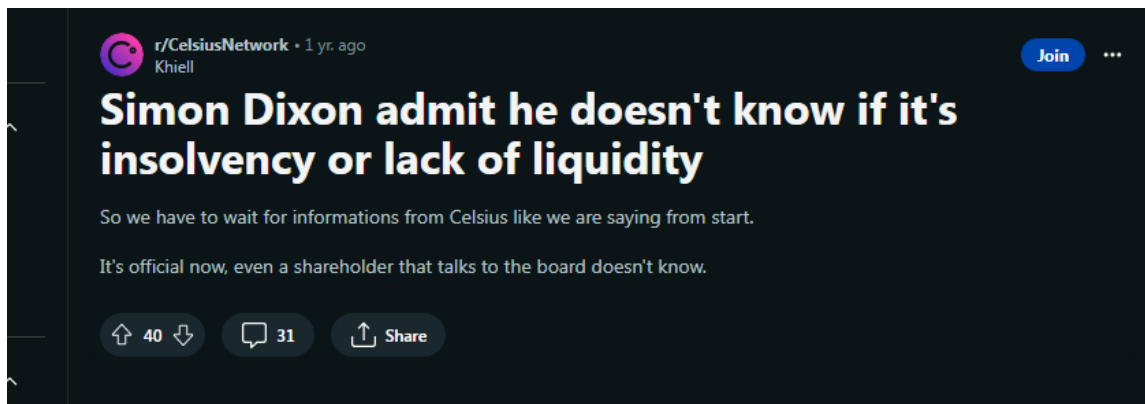 r/CelsiusNetwork • 1 yr. ago
Khiell
Join
Simon Dixon admit he doesn't know if it's
insolvency or lack of liquidity
So we have to wait for informations from Celsius like we are saying from start.
It's official now, even a shareholder that talks to the board doesn't know.
40
31
Share